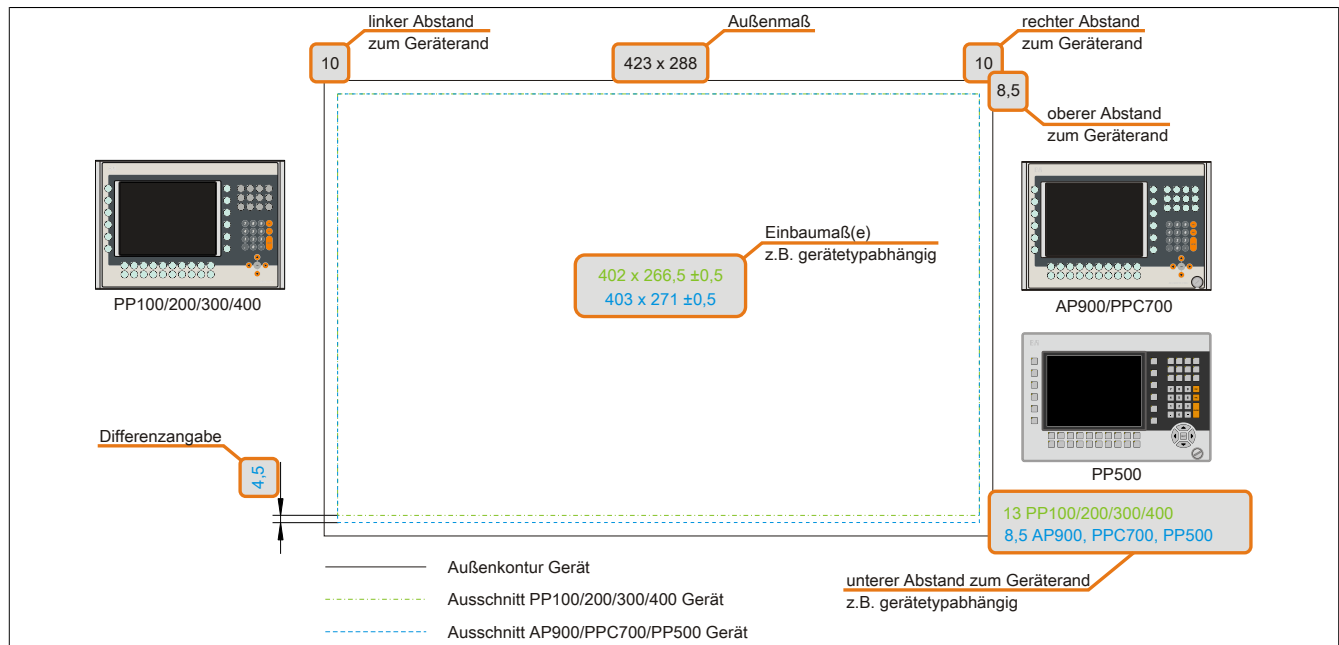 linker Abstand
zum Geräterand
10
Außenmaß
423 x 288
rechter Abstand
zum Geräterand
10
8,5
oberer Abstand
zum Geräterand
PP100/200/300/400
Einbaumaß(e)
z.B. gerätetypabhängig
402 x 266,5 ±0,5
403 x 271 ±0,5
AP900/PPC700
PP500
Differenzangabe
4,5
13 PP100/200/300/400
8,5 AP900, PPC700, PP500
unterer Abstand zum Geräterand
z.B. gerätetypabhängig
Außenkontur Gerät
Ausschnitt PP100/200/300/400 Gerät
Ausschnitt AP900/PPC700/PP500 Gerät